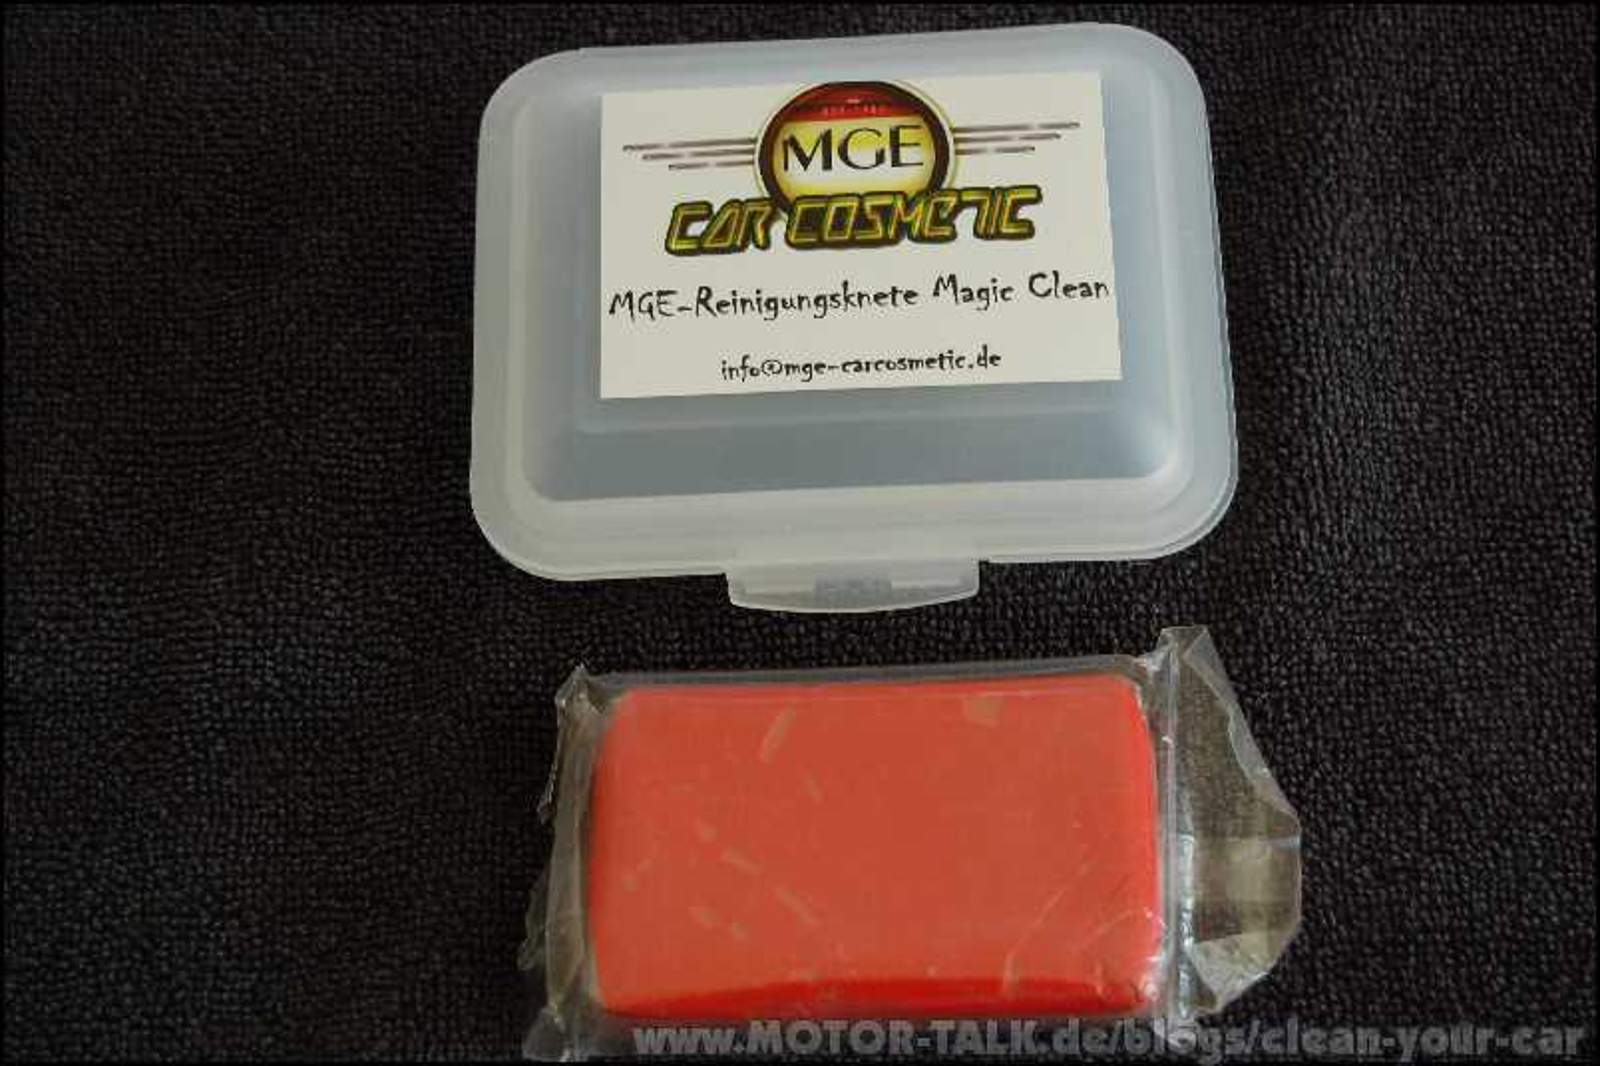 MGE
CAR COSMETIC
MGE-Reinigungsknete Magic Clean
info@mge-carcosmetic.de
www.MOTOR-TALK.de/blogs/clean-your-car